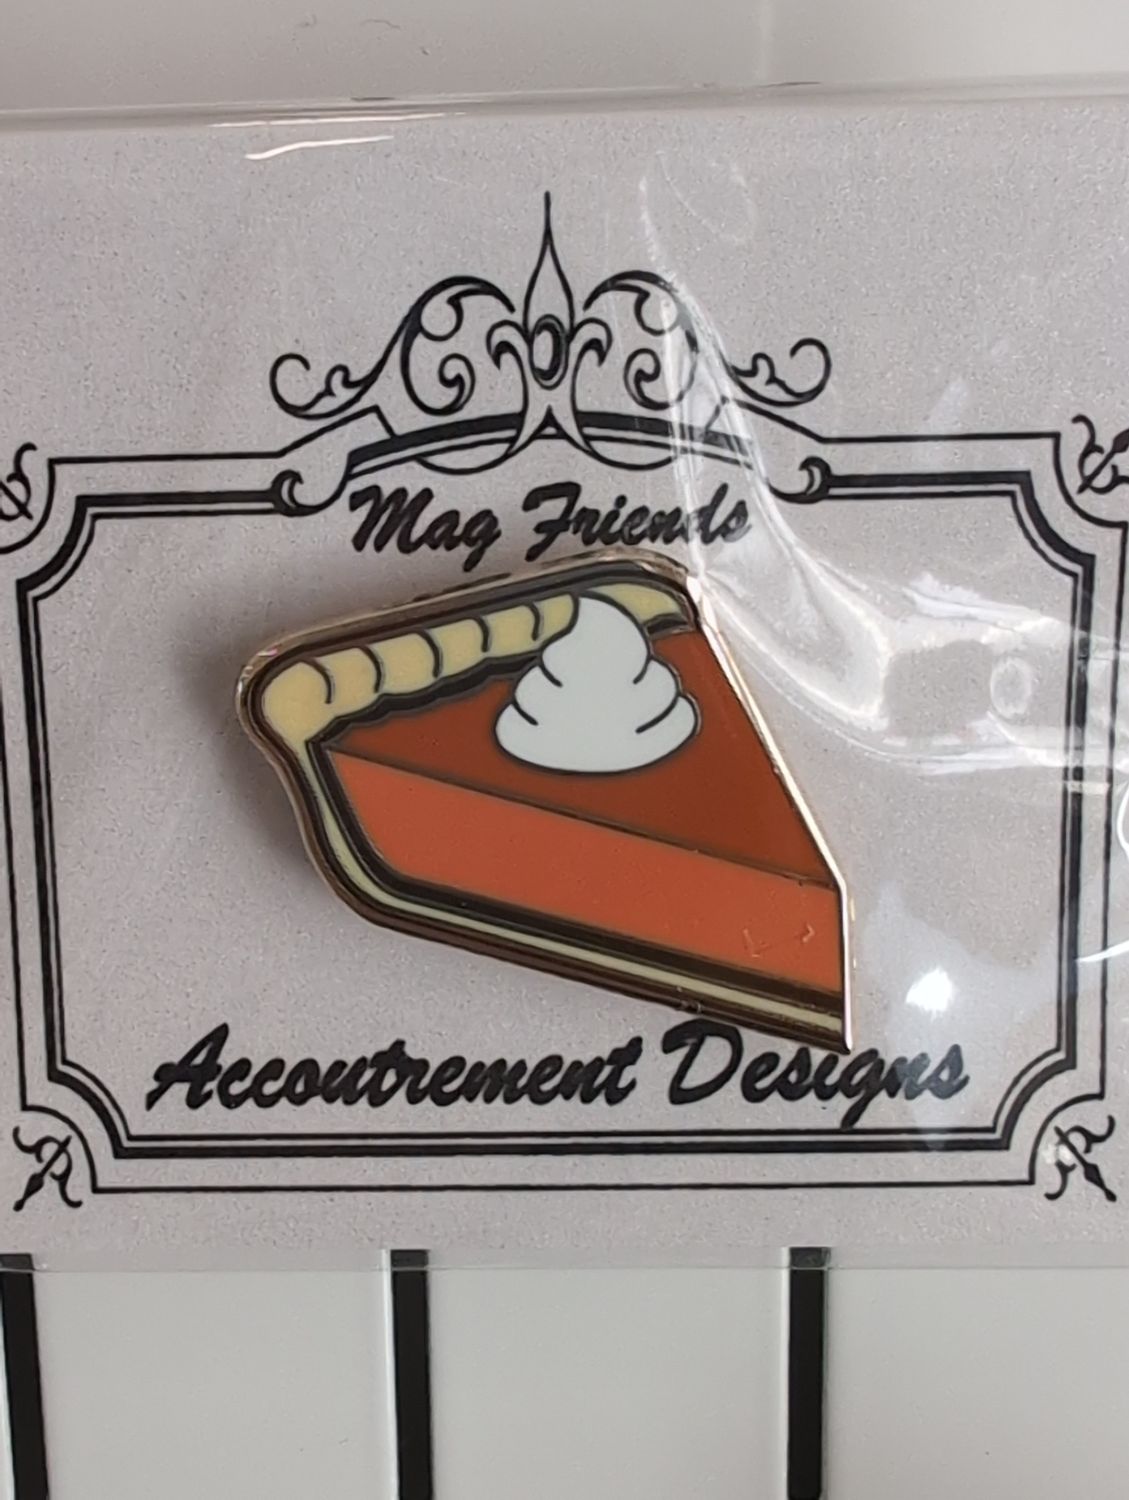 Mag Friends
Accoutrement Designs